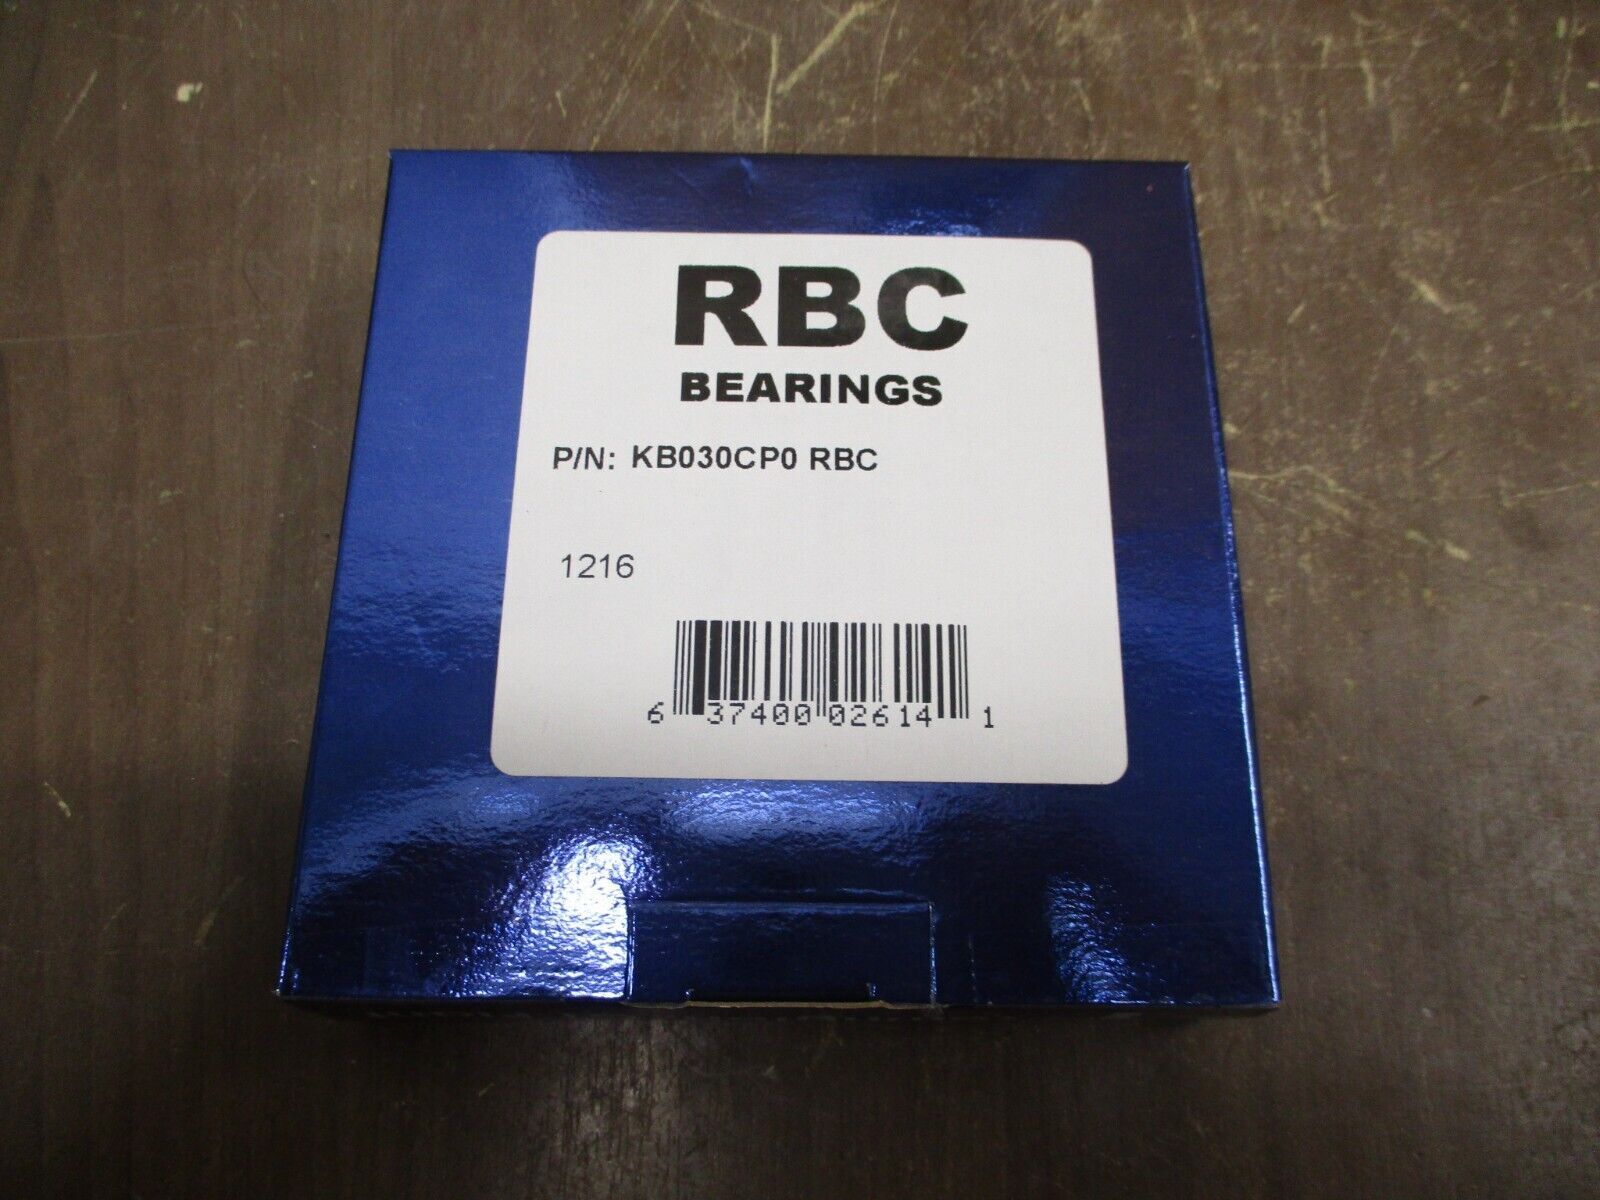 RBC
BEARINGS
P/N: KB030CP0 RBC
1216
6 37400 02614 1